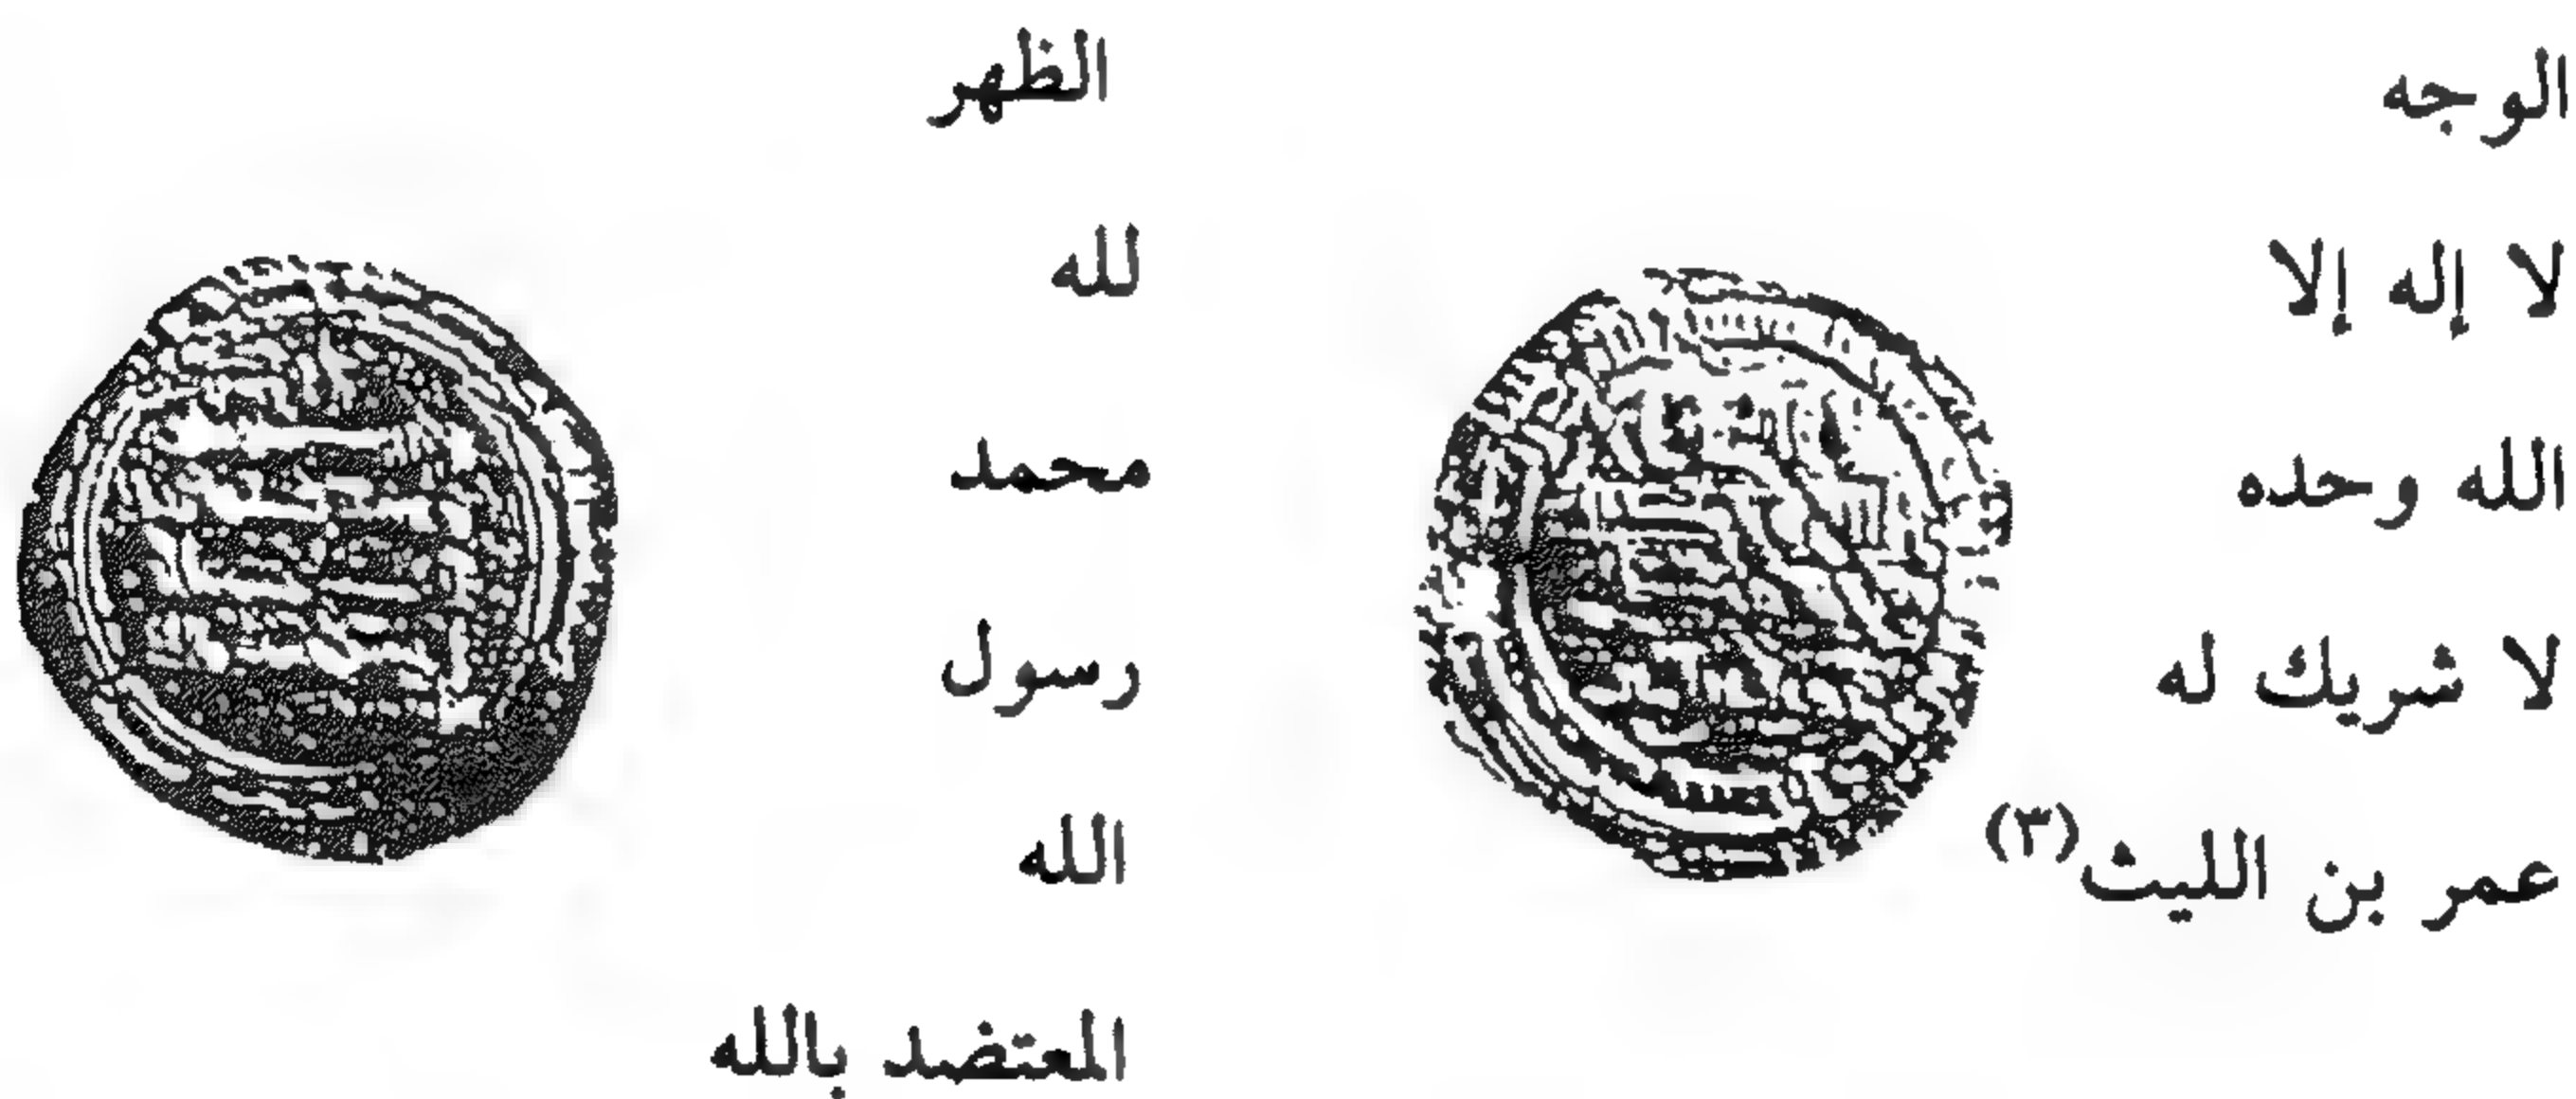 الوجه
لا إله إلا
الله وحده
لا شريك له
عمر بن الليث(٣)
الظهر
لله
محمد
رسول
الله
المعتضد بالله